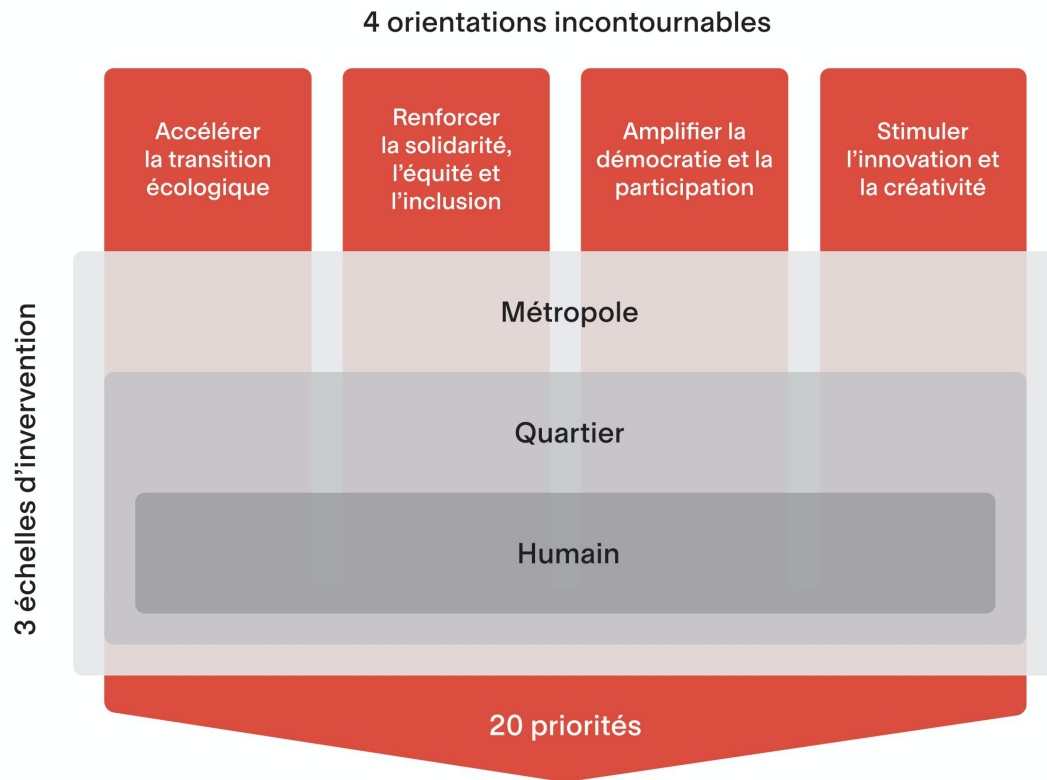 4 orientations incontournables
Accélérer
la transition
écologique
Renforcer
la solidarité,
l'équité et
l'inclusion
Amplifier la
démocratie et la
participation
Stimuler
l'innovation et
la créativité
3 échelles d'invervention
Métropole
Quartier
Humain
20 priorités